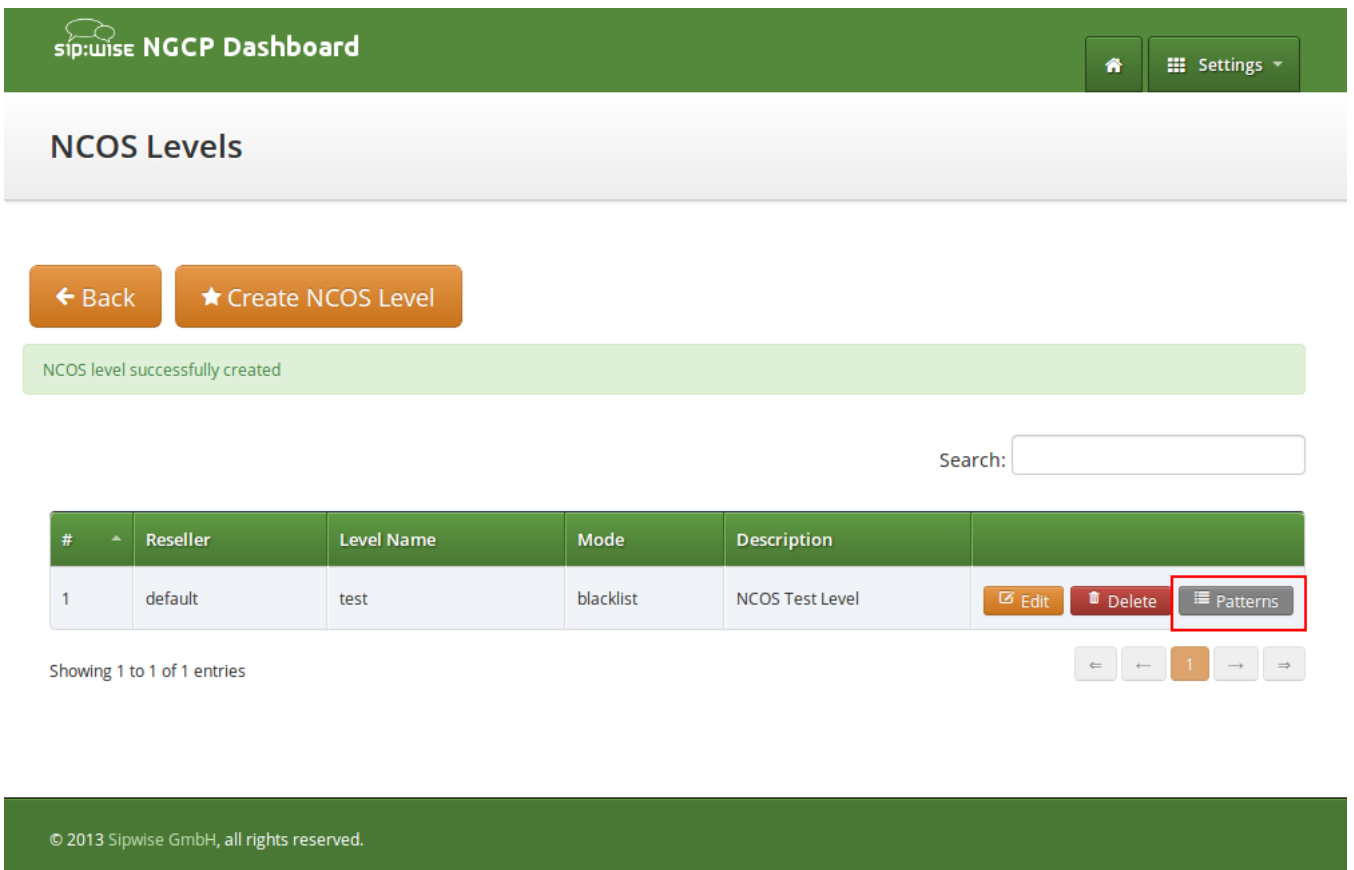 sip:wise NGCP Dashboard
Settings
NCOS Levels
Back
Create NCOS Level
NCOS level successfully created
Search:
# Reseller Level Name Mode Description
1 default test blacklist NCOS Test Level Edit Delete Patterns
Showing 1 to 1 of 1 entries
⇐ ← 1 → ⇒
© 2013 Sipwise GmbH, all rights reserved.